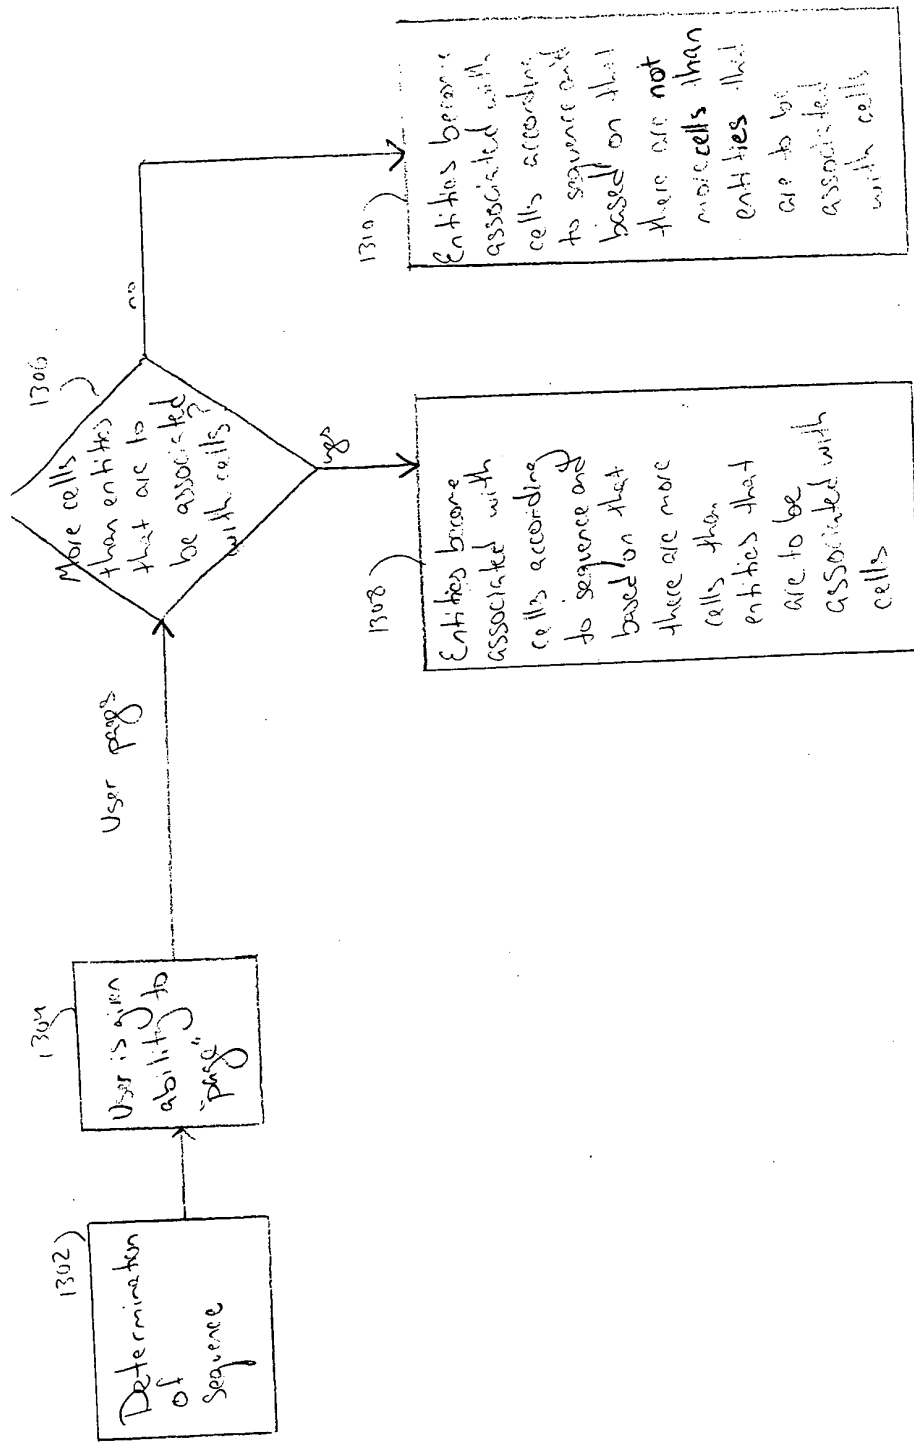 1302
Determination
of
sequence
1304
User is given
ability to
"page"
User pages
1306
More cells
than entities
that are to
be associated
with cells?
no
yes
1308
Entities become
associated with
cells according
to sequence and
based on that
there are more
cells than
entities that
are to be
associated with
cells
1310
Entities become
associated with
cells according
to sequence and
based on that
there are not
more cells than
entities that
are to be
associated
with cells